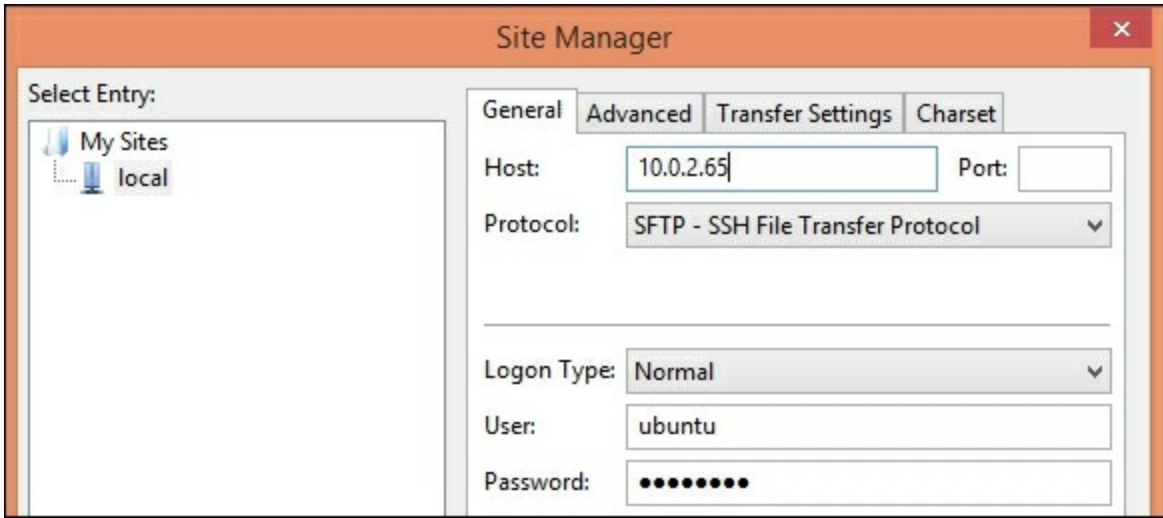 Site Manager
Select Entry:
My Sites
local
General Advanced Transfer Settings Charset
Host: 10.0.2.65 Port:
Protocol: SFTP - SSH File Transfer Protocol
Logon Type: Normal
User: ubuntu
Password: ●●●●●●●●